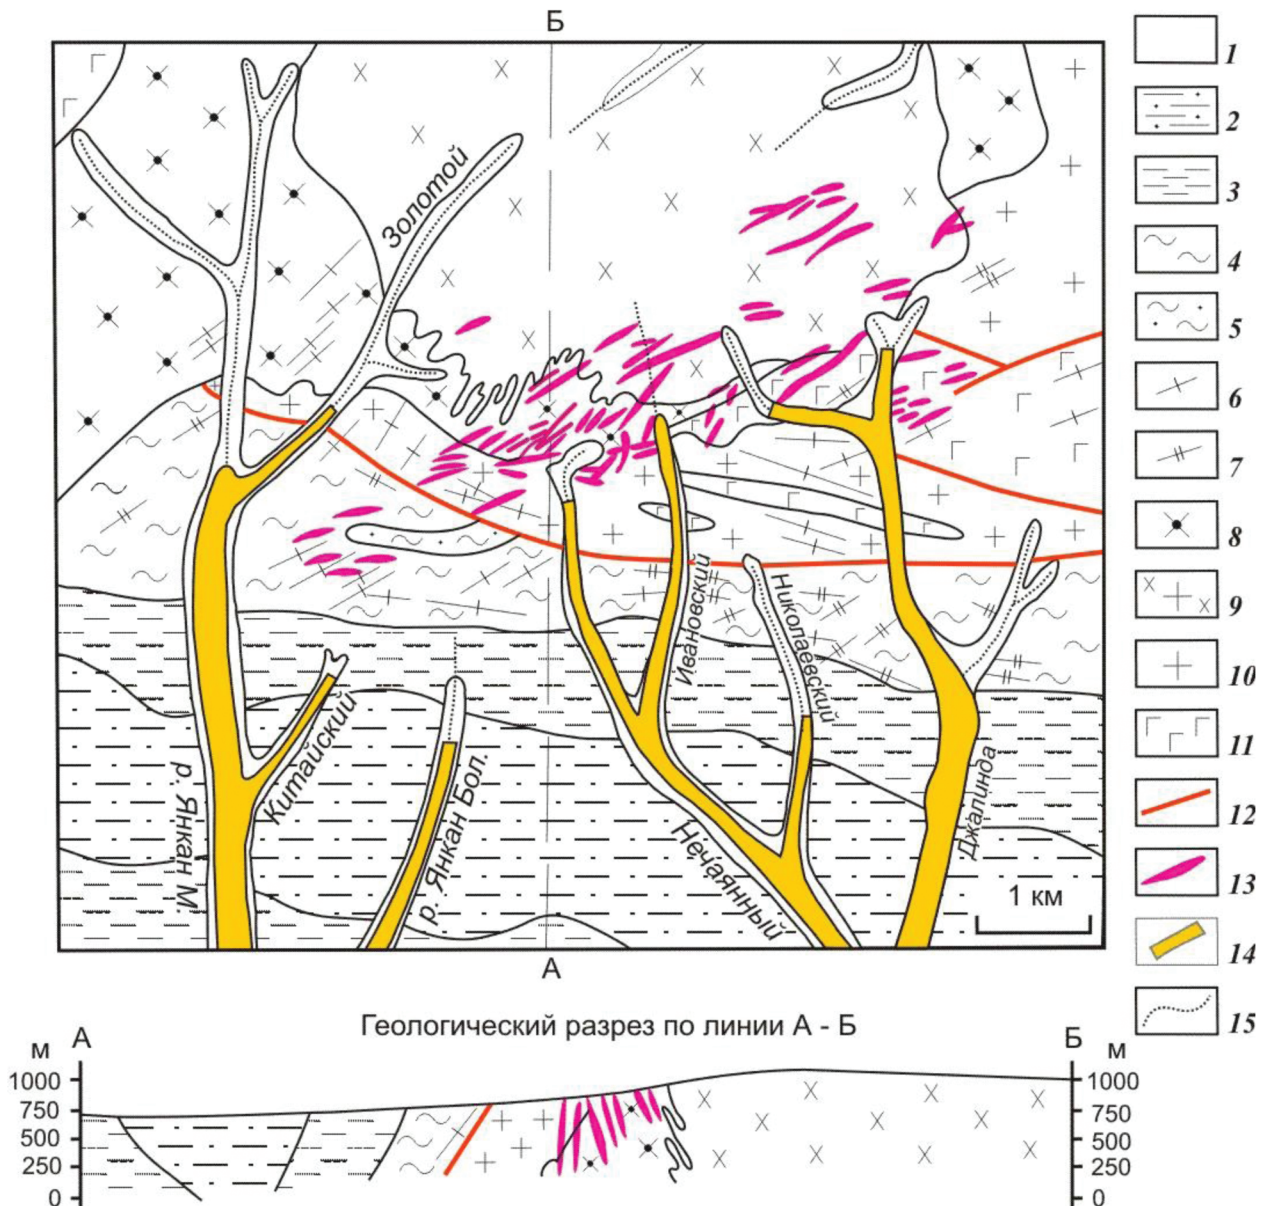 Б
1
2
3
4
5
6
7
8
9
10
11
12
13
14
15
Золотой
Ивановский
Николаевский
Китайский
р. Янкан М.
р. Янкан Бол.
Нечаянный
Джалинда
1 км
А
Геологический разрез по линии А - Б
м А
Б м
1000
750
500
250
0
1000
750
500
250
0